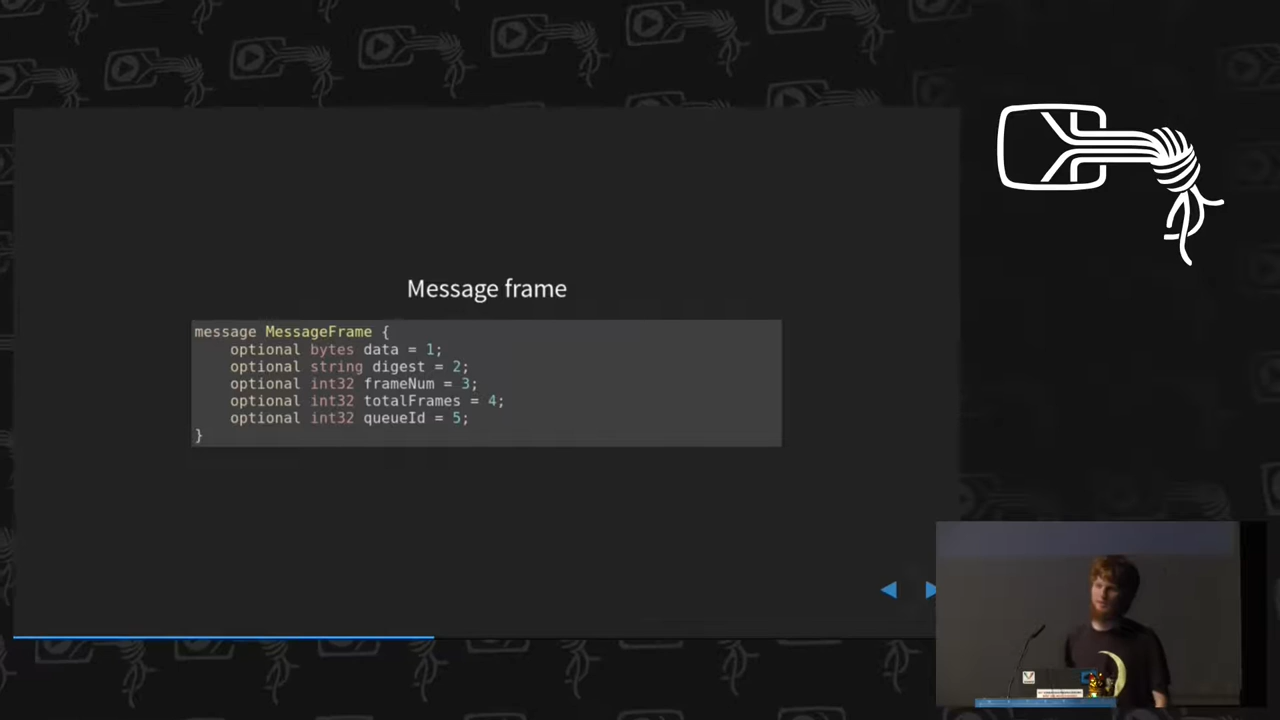 Message frame
message MessageFrame {
    optional bytes data = 1;
    optional string digest = 2;
    optional int32 frameNum = 3;
    optional int32 totalFrames = 4;
    optional int32 queueId = 5;
}